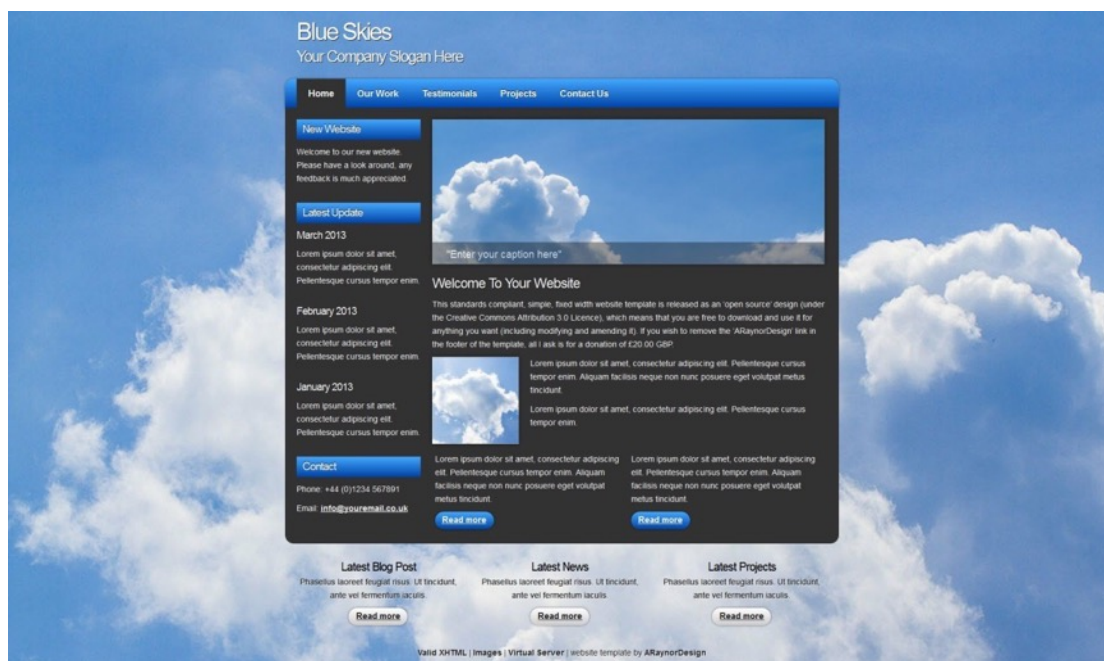 Blue Skies
Your Company Slogan Here
Home Our Work Testimonials Projects Contact Us
New Website
Welcome to our new website.
Please have a look around, any
feedback is much appreciated.
Latest Update
March 2013
Lorem ipsum dolor sit amet,
consectetur adipiscing elit.
Pellentesque cursus tempor enim.
February 2013
Lorem ipsum dolor sit amet,
consectetur adipiscing elit.
Pellentesque cursus tempor enim.
January 2013
Lorem ipsum dolor sit amet,
consectetur adipiscing elit.
Pellentesque cursus tempor enim.
Contact
Phone: +44 (0)1234 567891
Email: info@youremail.co.uk
"Enter your caption here"
Welcome To Your Website
This standards compliant, simple, fixed width website template is released as an 'open source' design (under
the Creative Commons Attribution 3.0 Licence), which means that you are free to download and use it for
anything you want (including modifying and amending it). If you wish to remove the 'ARaynorDesign' link in
the footer of the template, all I ask is for a donation of £20.00 GBP.
Lorem ipsum dolor sit amet, consectetur adipiscing elit. Pellentesque cursus
tempor enim. Aliquam facilisis neque non nunc posuere eget volutpat metus
tincidunt.
Lorem ipsum dolor sit amet, consectetur adipiscing elit. Pellentesque cursus
tempor enim.
Lorem ipsum dolor sit amet, consectetur adipiscing
elit. Pellentesque cursus tempor enim. Aliquam
facilisis neque non nunc posuere eget volutpat
metus tincidunt.
Read more
Lorem ipsum dolor sit amet, consectetur adipiscing
elit. Pellentesque cursus tempor enim. Aliquam
facilisis neque non nunc posuere eget volutpat
metus tincidunt.
Read more
Latest Blog Post
Phasellus laoreet feugiat risus. Ut tincidunt,
ante vel fermentum iaculis.
Read more
Latest News
Phasellus laoreet feugiat risus. Ut tincidunt,
ante vel fermentum iaculis.
Read more
Latest Projects
Phasellus laoreet feugiat risus. Ut tincidunt,
ante vel fermentum iaculis.
Read more
Valid XHTML | Images | Virtual Server | website template by ARaynorDesign